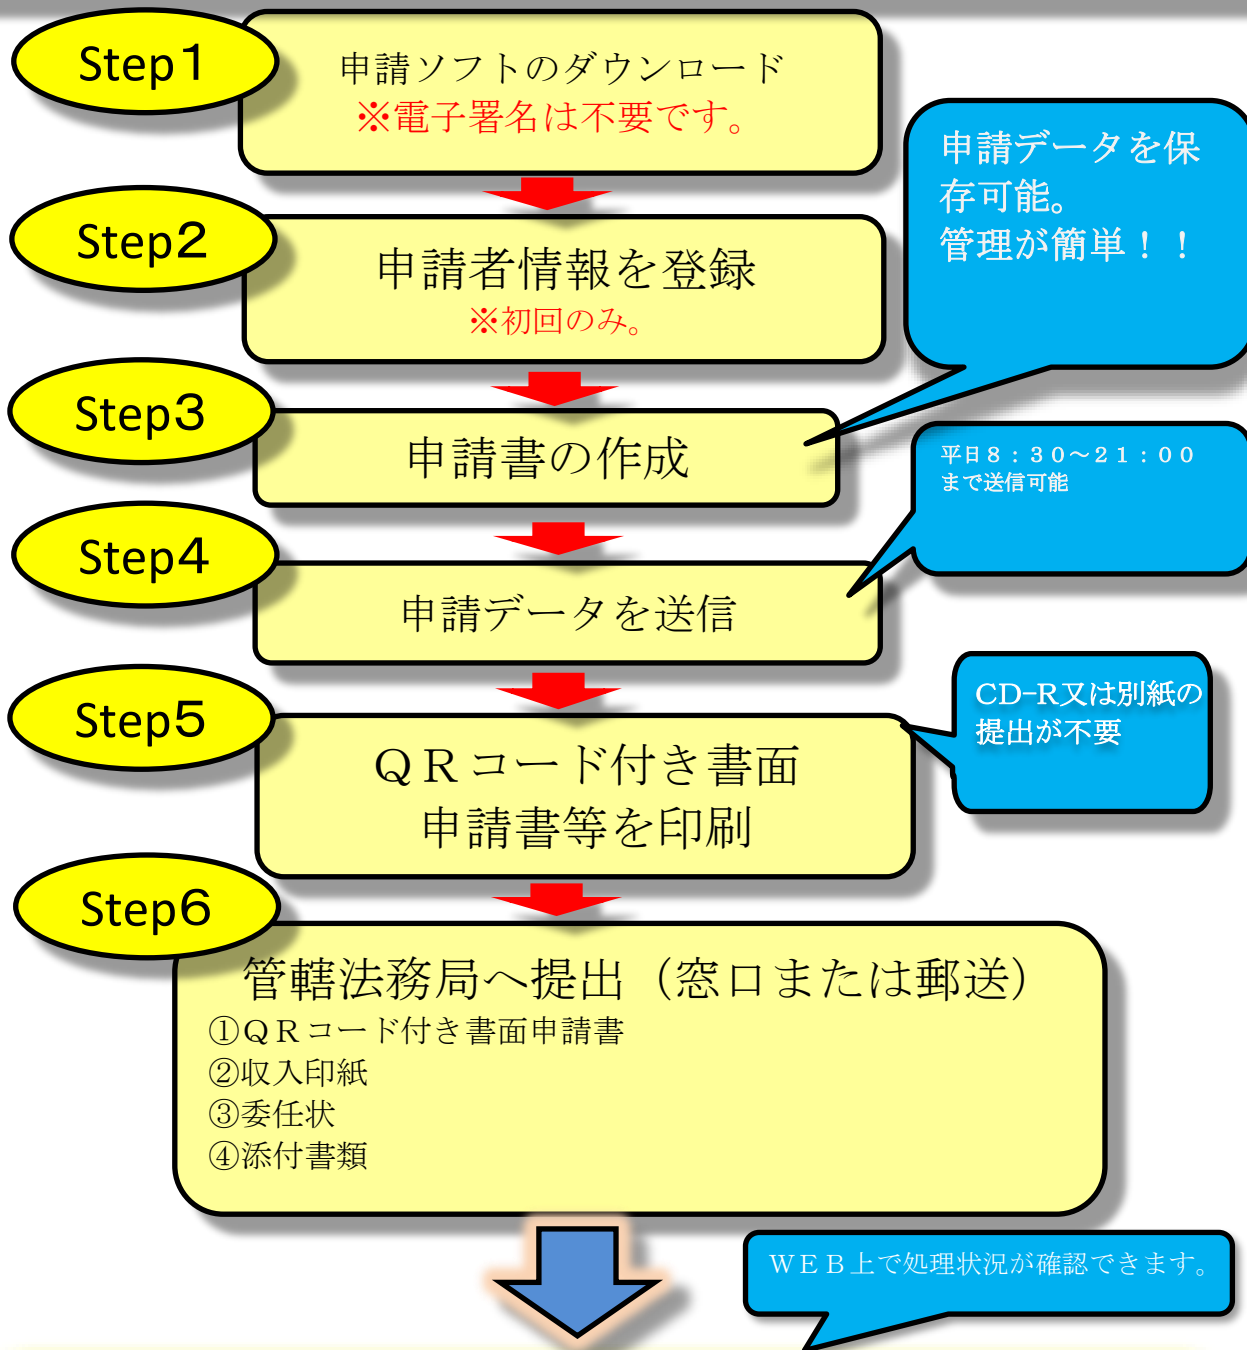 Step1
申請ソフトのダウンロード
※電子署名は不要です。
Step2
申請者情報を登録
※初回のみ。
申請データを保
存可能。
管理が簡単！！
Step3
申請書の作成
平日８：３０～２１：００
まで送信可能
Step4
申請データを送信
Step5
ＱＲコード付き書面
申請書等を印刷
CD-R又は別紙の
提出が不要
Step6
管轄法務局へ提出（窓口または郵送）
①ＱＲコード付き書面申請書
②収入印紙
③委任状
④添付書類
ＷＥＢ上で処理状況が確認できます。